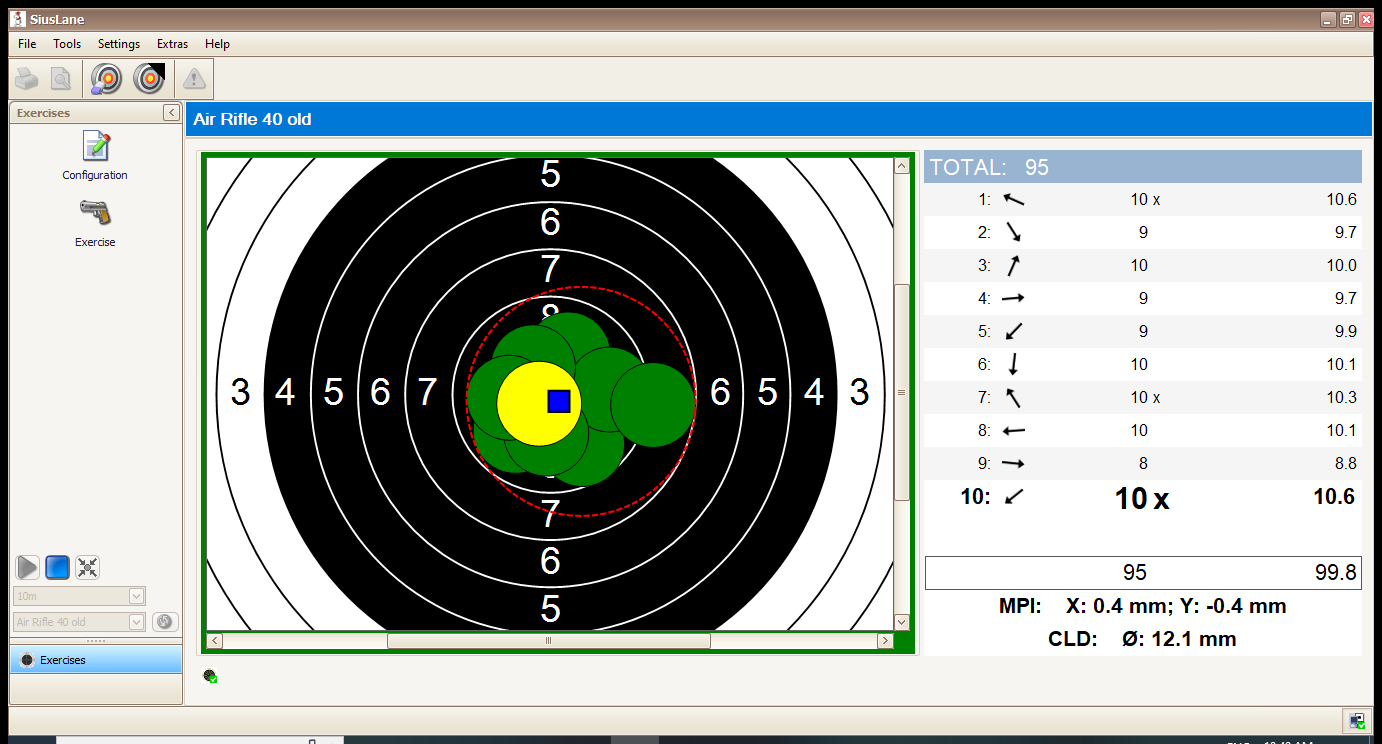 SiusLane
File Tools Settings Extras Help
Exercises
Air Rifle 40 old
Configuration
Exercise
10m
Air Rifle 40 old
Exercises
5
6
7
8
3 4 5 6 7 6 5 4 3
7
6
5
TOTAL: 95
1: 10 x 10.6
2: 9 9.7
3: 10 10.0
4: 9 9.7
5: 9 9.9
6: 10 10.1
7: 10 x 10.3
8: 10 10.1
9: 8 8.8
10: 10 x 10.6
95 99.8
MPI: X: 0.4 mm; Y: -0.4 mm
CLD: Ø: 12.1 mm